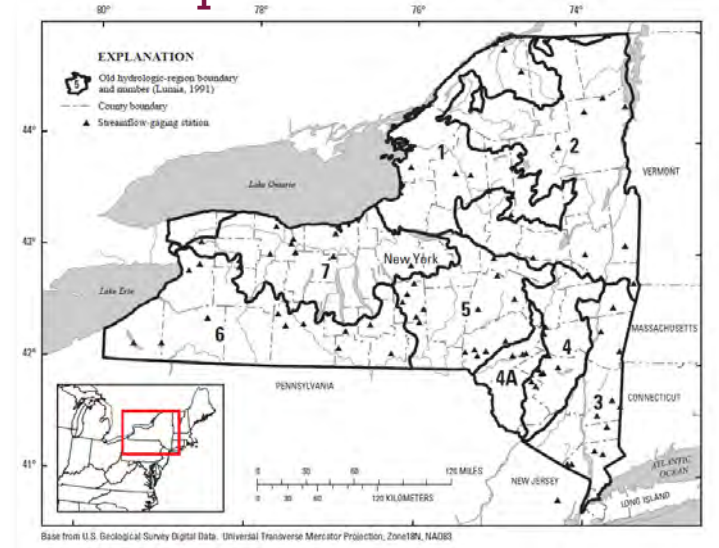 80°
78°
76°
74°
EXPLANATION
5
Old hydrologic-region boundary
and number (Lumia, 1991)
County boundary
Streamflow-gaging station
44°
1
2
VERMONT
Lake Ontario
43°
New York
7
Lake Erie
5
6
MASSACHUSETTS
42°
4
4A
PENNSYLVANIA
3
CONNECTICUT
41°
0 30 60 120 MILES
0 30 60 120 KILOMETERS
NEW JERSEY
ATLANTIC
OCEAN
LONG ISLAND
Base from U.S. Geological Survey Digital Data. Universal Transverse Mercator Projection, Zone18N, NAD83